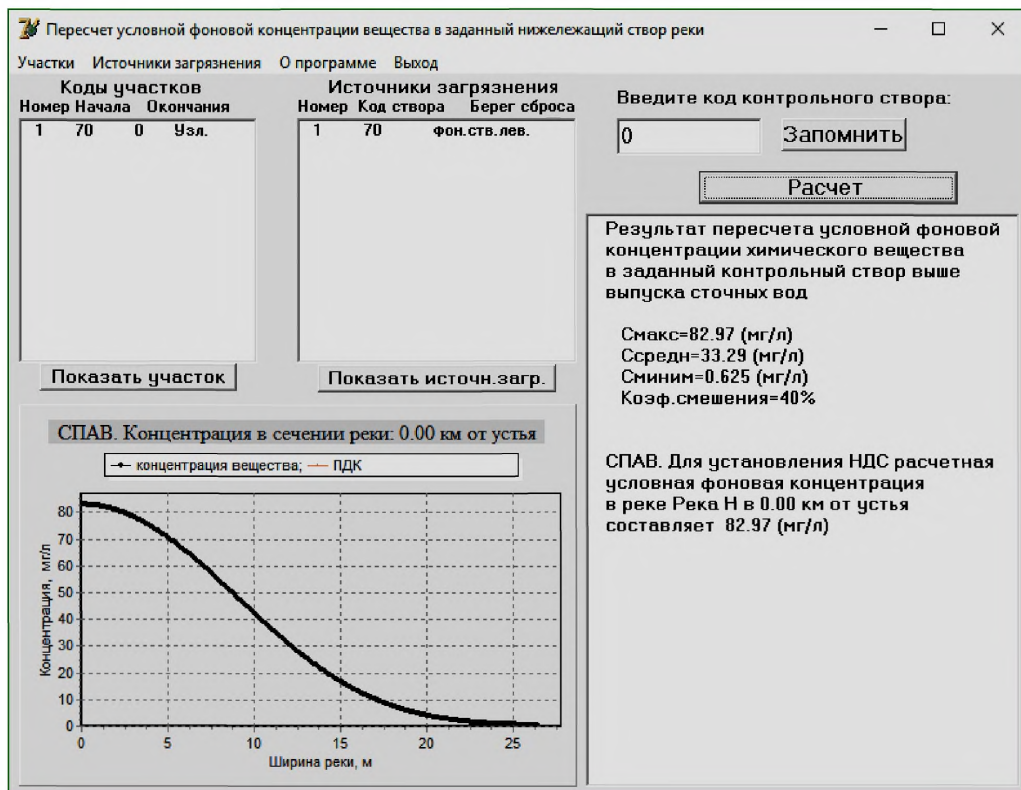 Пересчет условной фоновой концентрации вещества в заданный нижележащий створ реки
Участки Источники загрязнения О программе Выход
Коды участков
Номер Начала Окончания
1 70 0 Узл.
Показать участок
Источники загрязнения
Номер Код створа Берег сброса
1 70 фон.ств.лев.
Показать источн.загр.
Введите код контрольного створа:
0 Запомнить
Расчет
Результат пересчета условной фоновой
концентрации химического вещества
в заданный контрольный створ выше
выпуска сточных вод
Смакс=82.97 (мг/л)
Ссредн=33.29 (мг/л)
Сминим=0.625 (мг/л)
Коэф.смешения=40%
СПАВ. Для установления НДС расчетная
условная фоновая концентрация
в реке Река Н в 0.00 км от устья
составляет 82.97 (мг/л)
СПАВ. Концентрация в сечении реки: 0.00 км от устья
концентрация вещества; ПДК
Концентрация, мг/л
80
70
60
50
40
30
20
10
0
0 5 10 15 20 25
Ширина реки, м